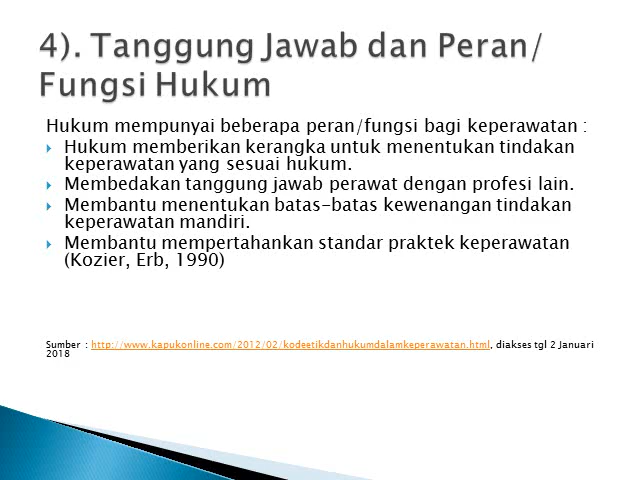 4). Tanggung Jawab dan Peran/
Fungsi Hukum
Hukum mempunyai beberapa peran/fungsi bagi keperawatan :
Hukum memberikan kerangka untuk menentukan tindakan
keperawatan yang sesuai hukum.
Membedakan tanggung jawab perawat dengan profesi lain.
Membantu menentukan batas-batas kewenangan tindakan
keperawatan mandiri.
Membantu mempertahankan standar praktek keperawatan
(Kozier, Erb, 1990)
Sumber : http://www.kapukonline.com/2012/02/kodeetikdanhukumdalamkeperawatan.html, diakses tgl 2 Januari
2018